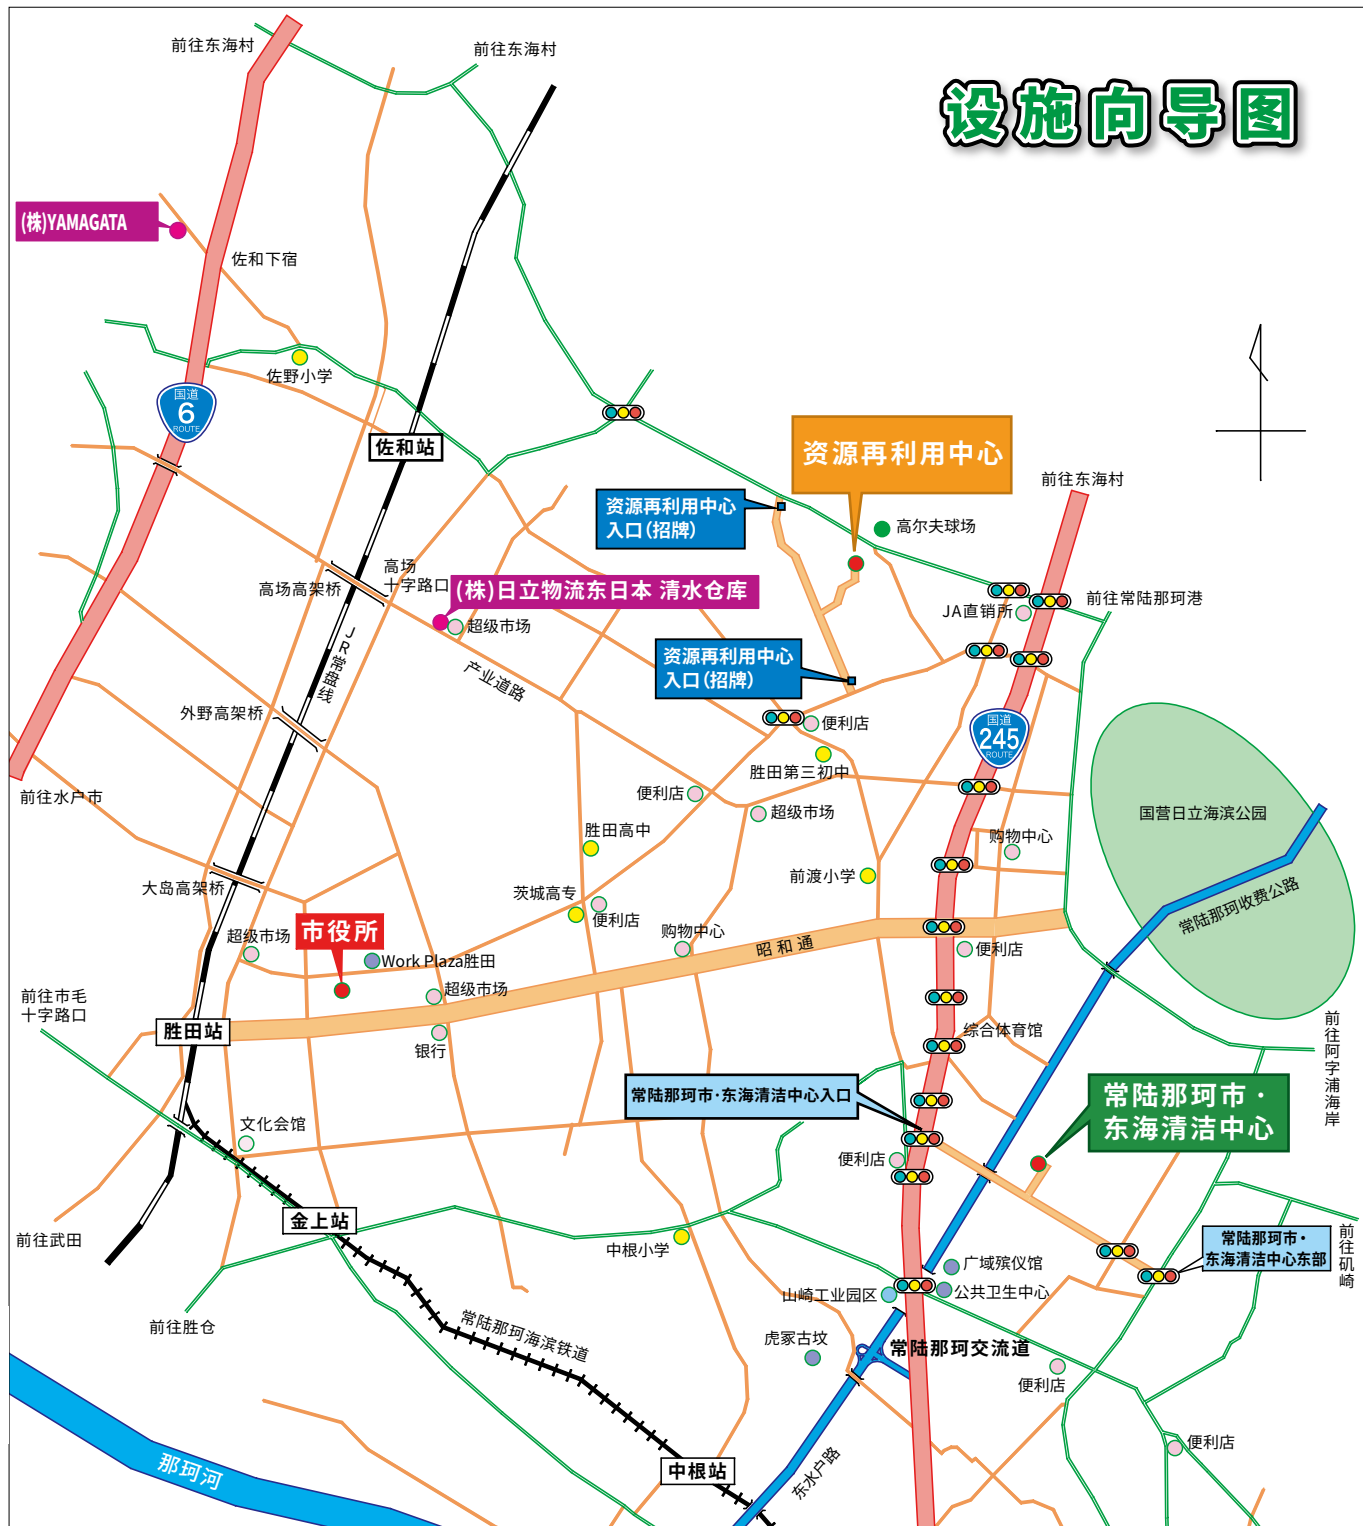 设施向导图
前往东海村
前往东海村
(株)YAMAGATA
佐和下宿
佐野小学
国道
6
ROUTE
佐和站
资源再利用中心
资源再利用中心
入口(招牌)
高尔夫球场
前往东海村
高场
十字路口
高场高架桥
(株)日立物流东日本 清水仓库
超级市场
JA直销所
前往常陆那珂港
JR常盘线
产业道路
资源再利用中心
入口(招牌)
外野高架桥
便利店
国道
245
ROUTE
胜田第三初中
前往水户市
便利店
超级市场
国营日立海滨公园
胜田高中
购物中心
大岛高架桥
茨城高专
便利店
前渡小学
常陆那珂收费公路
市役所
超级市场
Work Plaza胜田
购物中心
昭和通
便利店
超级市场
前往市毛
十字路口
胜田站
银行
综合体育馆
前往阿字浦海岸
常陆那珂市·东海清洁中心入口
常陆那珂市·
东海清洁中心
文化会馆
便利店
金上站
前往武田
中根小学
常陆那珂市·
东海清洁中心东部
前往矶崎
广域殡仪馆
山崎工业园区
公共卫生中心
前往胜仓
常陆那珂海滨铁道
虎冢古坟
常陆那珂交流道
便利店
便利店
那珂河
中根站
东水户路